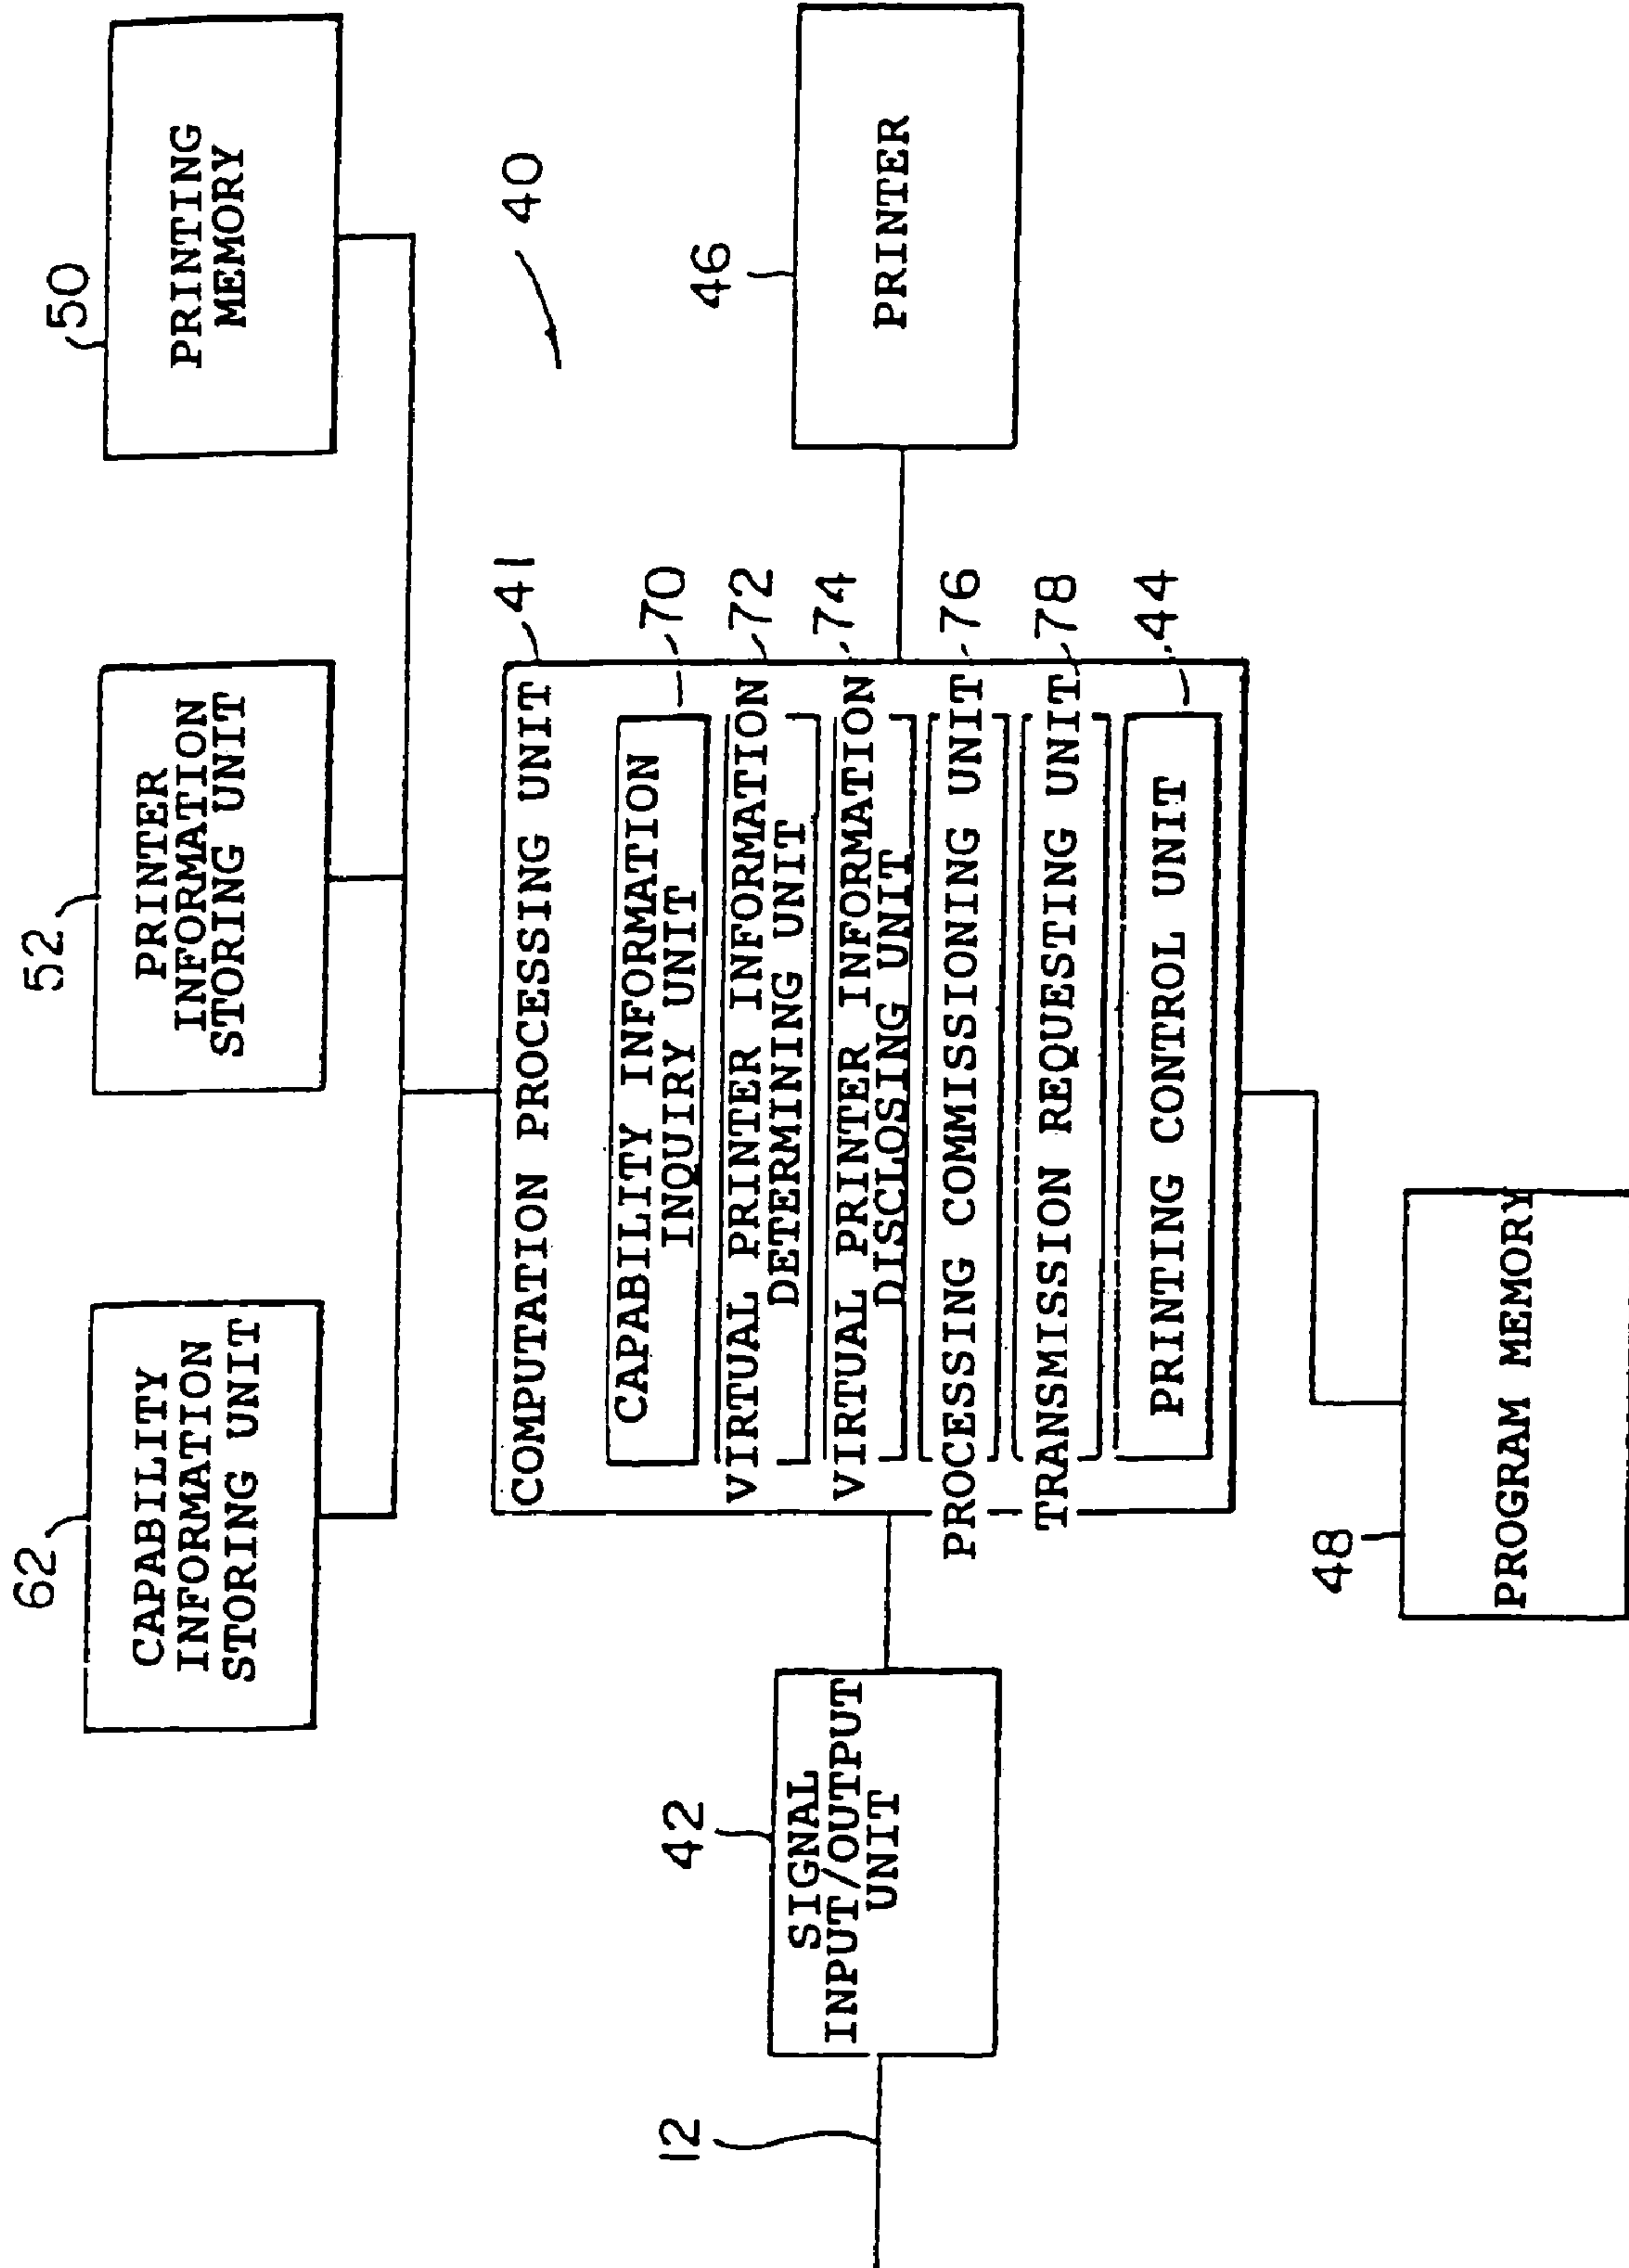 62
CAPABILITY
INFORMATION
STORING UNIT
52
PRINTER
INFORMATION
STORING UNIT
50
PRINTING
MEMORY
40
41
COMPUTATION PROCESSING UNIT
CAPABILITY INFORMATION
INQUIRY UNIT
70
VIRTUAL PRINTER INFORMATION
DETERMINING UNIT
72
VIRTUAL PRINTER INFORMATION
DISCLOSING UNIT
74
PROCESSING COMMISSIONING UNIT
76
TRANSMISSION REQUESTING UNIT
78
PRINTING CONTROL UNIT
44
12
42
SIGNAL
INPUT/OUTPUT
UNIT
46
PRINTER
48
PROGRAM MEMORY